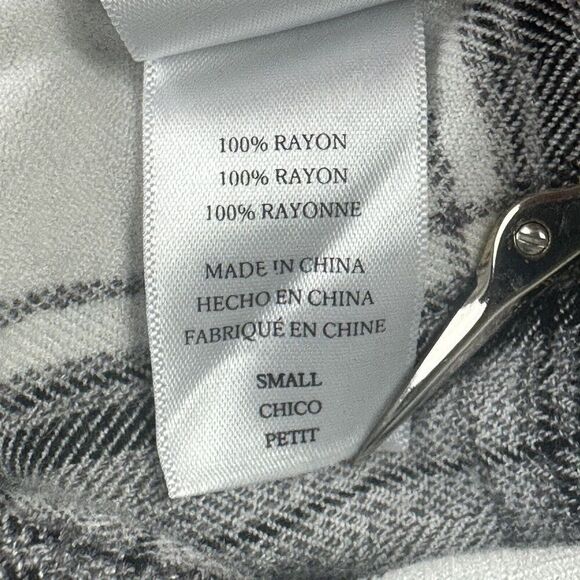 100% RAYON
100% RAYON
100% RAYONNE
MADE IN CHINA
HECHO EN CHINA
FABRIQUÉ EN CHINE
SMALL
CHICO
PETIT